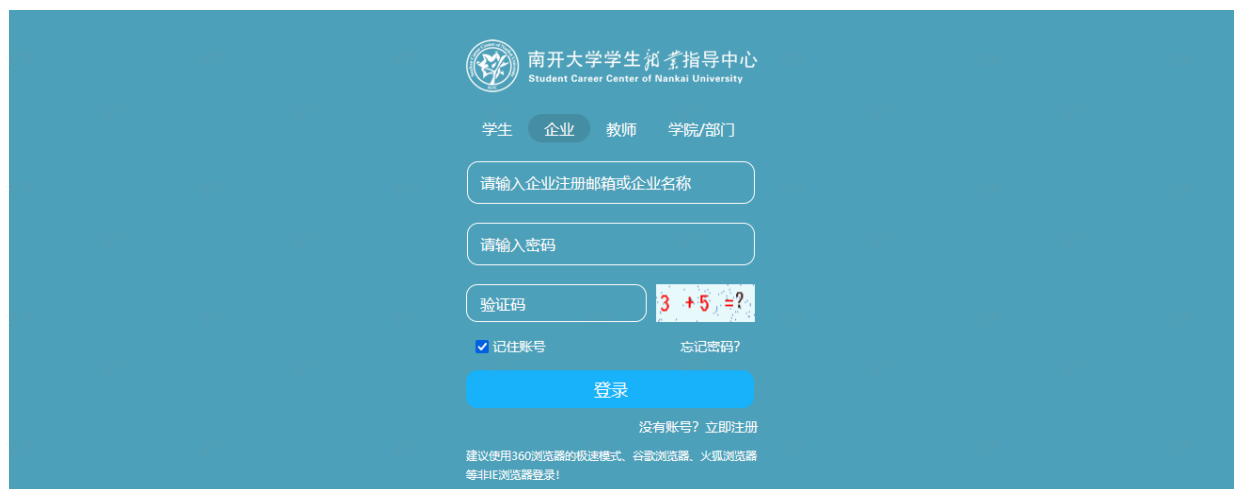 南开大学学生就业指导中心
Student Career Center of Nankai University
学生 企业 教师 学院/部门
请输入企业注册邮箱或企业名称
请输入密码
验证码 3 +5 =?
记住账号 忘记密码?
登录
没有账号？立即注册
建议使用360浏览器的极速模式、谷歌浏览器、火狐浏览器
等非IE浏览器登录!